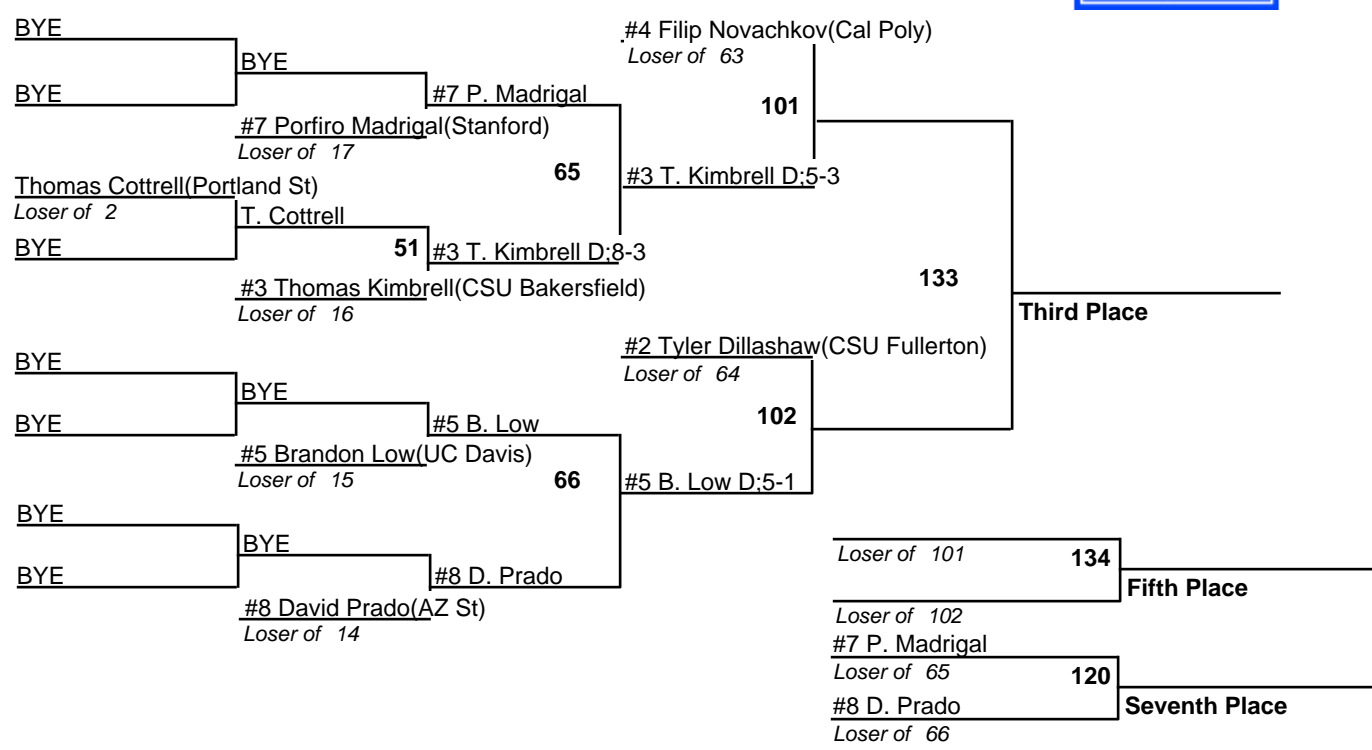 BYE
BYE
BYE
#7 P. Madrigal
#7 Porfiro Madrigal(Stanford)
Loser of 17
Thomas Cottrell(Portland St)
Loser of 2
T. Cottrell
BYE
51
#3 T. Kimbrell D;8-3
#3 Thomas Kimbrell(CSU Bakersfield)
Loser of 16
65
#4 Filip Novachkov(Cal Poly)
Loser of 63
101
#3 T. Kimbrell D;5-3
133
Third Place
BYE
BYE
BYE
#5 B. Low
#5 Brandon Low(UC Davis)
Loser of 15
66
BYE
BYE
BYE
#8 D. Prado
#8 David Prado(AZ St)
Loser of 14
#2 Tyler Dillashaw(CSU Fullerton)
Loser of 64
102
#5 B. Low D;5-1
Loser of 101
134
Fifth Place
Loser of 102
#7 P. Madrigal
Loser of 65
120
Seventh Place
#8 D. Prado
Loser of 66